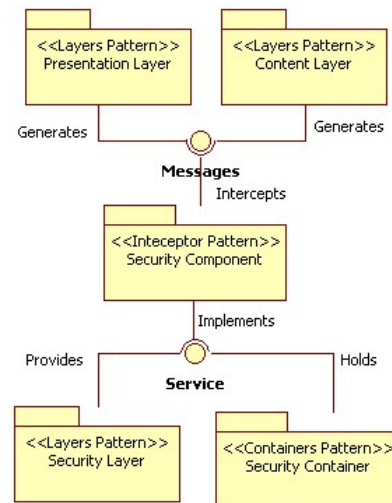 <<Layers Pattern>>
Presentation Layer
<<Layers Pattern>>
Content Layer
Generates
Generates
Messages
Intercepts
<<Inteceptor Pattern>>
Security Component
Implements
Provides
Holds
Service
<<Layers Pattern>>
Security Layer
<<Containers Pattern>>
Security Container